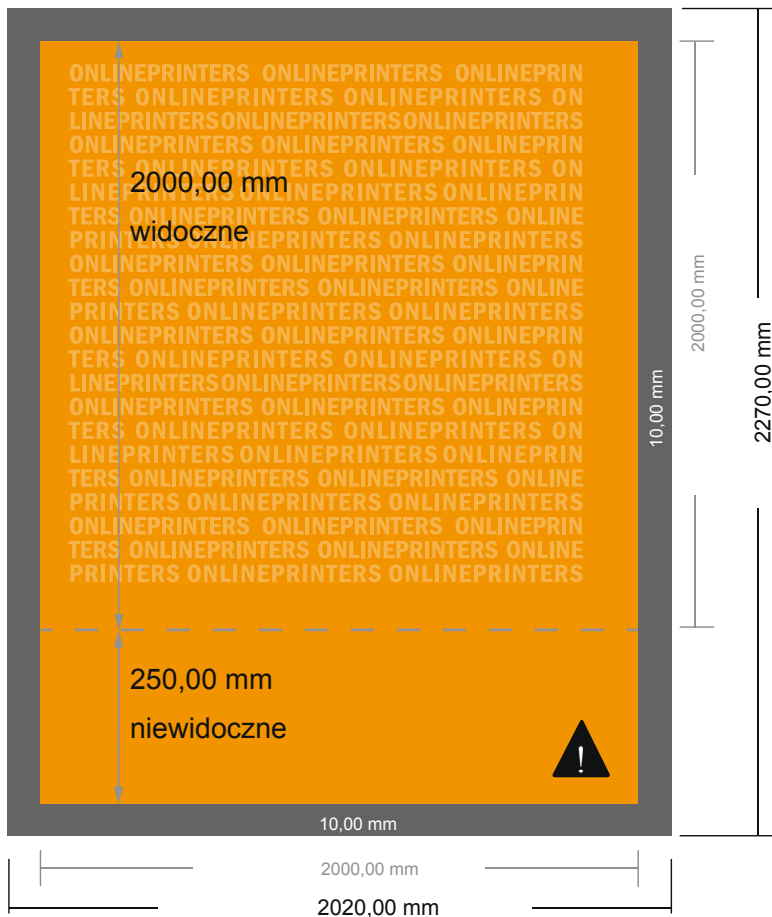 ONLINEPRINTERS ONLINEPRINTERS ONLINEPRIN
TERS ONLINEPRINTERS ONLINEPRINTERS ON
LINEPRINTERSONLINEPRINTERSONLINEPRINTERS
ONLINEPRINTERS ONLINEPRINTERS ONLINEPRIN
TERS ONLINEPRINTERS ONLINEPRINTERS ON
LINEPRINTERS ONLINEPRINTERS ONLINEPRIN
TERS ONLINEPRINTERS ONLINEPRINTERS ONLINE
PRINTERS ONLINEPRINTERS ONLINEPRINTERS
ONLINEPRINTERS ONLINEPRINTERS ONLINEPRIN
TERS ONLINEPRINTERS ONLINEPRINTERS ONLINE
PRINTERS ONLINEPRINTERS ONLINEPRINTERS
ONLINEPRINTERS ONLINEPRINTERS ONLINEPRIN
TERS ONLINEPRINTERS ONLINEPRINTERS ON
LINEPRINTERSONLINEPRINTERSONLINEPRINTERS
ONLINEPRINTERS ONLINEPRINTERS ONLINEPRIN
TERS ONLINEPRINTERS ONLINEPRINTERS ON
LINEPRINTERS ONLINEPRINTERS ONLINEPRIN
TERS ONLINEPRINTERS ONLINEPRINTERS ONLINE
PRINTERS ONLINEPRINTERS ONLINEPRINTERS
ONLINEPRINTERS ONLINEPRINTERS ONLINEPRIN
TERS ONLINEPRINTERS ONLINEPRINTERS ONLINE
PRINTERS ONLINEPRINTERS ONLINEPRINTERS
2000,00 mm
widoczne
250,00 mm
niewidoczne
!
10,00 mm
2000,00 mm
2270,00 mm
10,00 mm
2000,00 mm
2020,00 mm